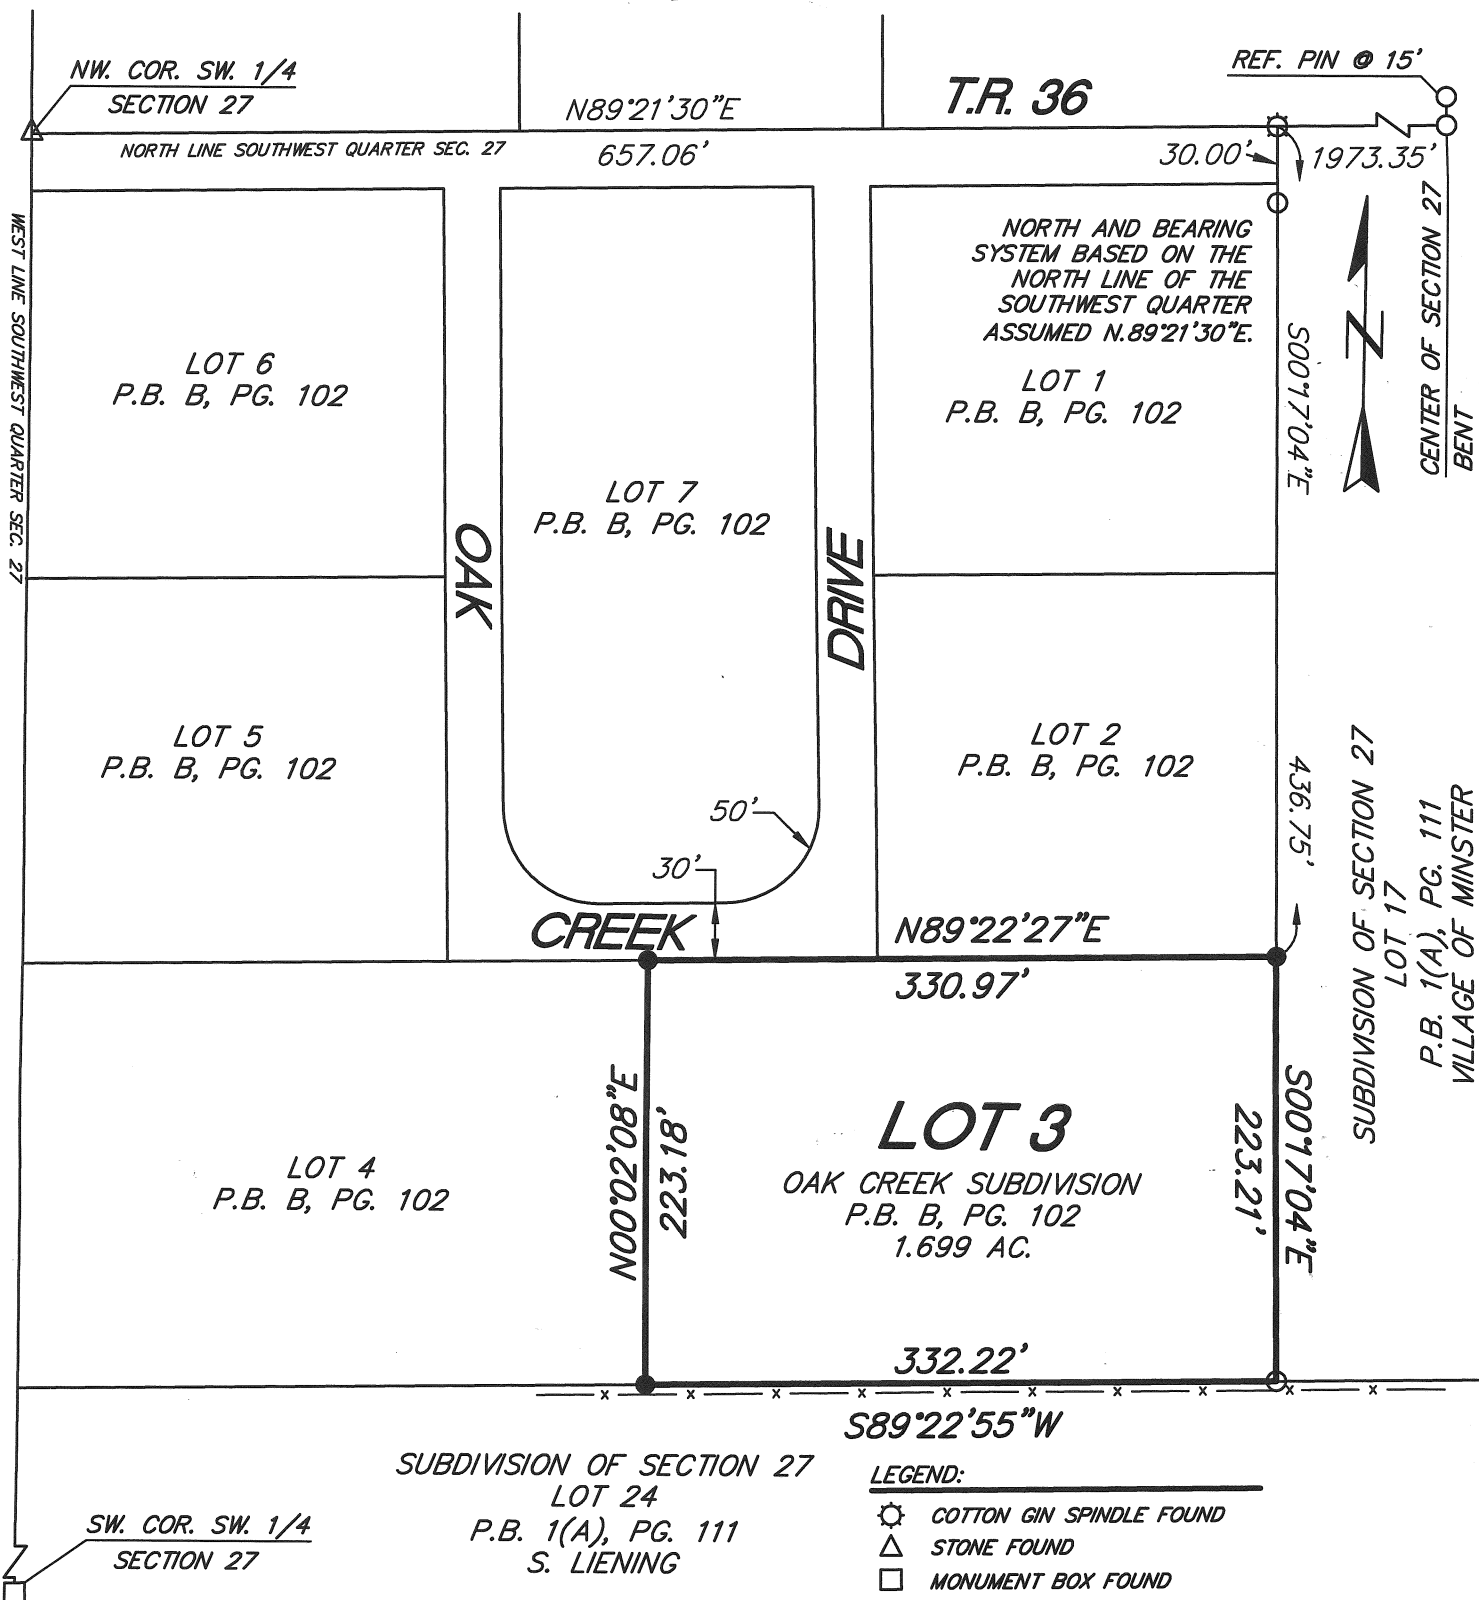 NW. COR. SW. 1/4
SECTION 27
N89°21'30"E
T.R. 36
REF. PIN @ 15'
NORTH LINE SOUTHWEST QUARTER SEC. 27
657.06'
30.00'
1973.35'
NORTH AND BEARING
SYSTEM BASED ON THE
NORTH LINE OF THE
SOUTHWEST QUARTER
ASSUMED N.89°21'30"E.
N
CENTER OF SECTION 27
BENT
WEST LINE SOUTHWEST QUARTER SEC. 27
S00°17'04"E
LOT 6
P.B. B, PG. 102
LOT 1
P.B. B, PG. 102
LOT 7
P.B. B, PG. 102
OAK
DRIVE
LOT 5
P.B. B, PG. 102
LOT 2
P.B. B, PG. 102
50'
30'
436.75'
SUBDIVISION OF SECTION 27
LOT 17
P.B. 1(A), PG. 111
VILLAGE OF MINSTER
CREEK
N89°22'27"E
330.97'
N00°02'08"E
223.18'
LOT 3
OAK CREEK SUBDIVISION
P.B. B, PG. 102
1.699 AC.
223.21'
S00°17'04"E
LOT 4
P.B. B, PG. 102
332.22'
S89°22'55"W
SUBDIVISION OF SECTION 27
LOT 24
P.B. 1(A), PG. 111
S. LIENING
SW. COR. SW. 1/4
SECTION 27
LEGEND:
COTTON GIN SPINDLE FOUND
STONE FOUND
MONUMENT BOX FOUND